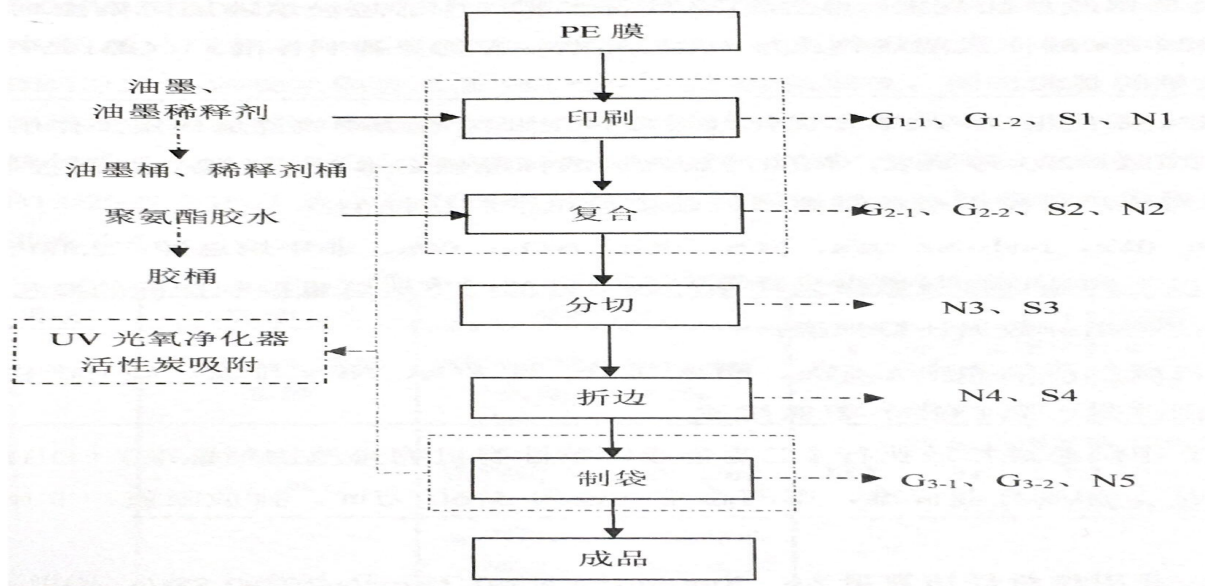 PE 膜
油墨、
油墨稀释剂
印刷
G1-1、G1-2、S1、N1
油墨桶、稀释剂桶
聚氨酯胶水
复合
G2-1、G2-2、S2、N2
胶桶
分切
N3、S3
UV 光氧净化器
活性炭吸附
折边
N4、S4
制袋
G3-1、G3-2、N5
成品